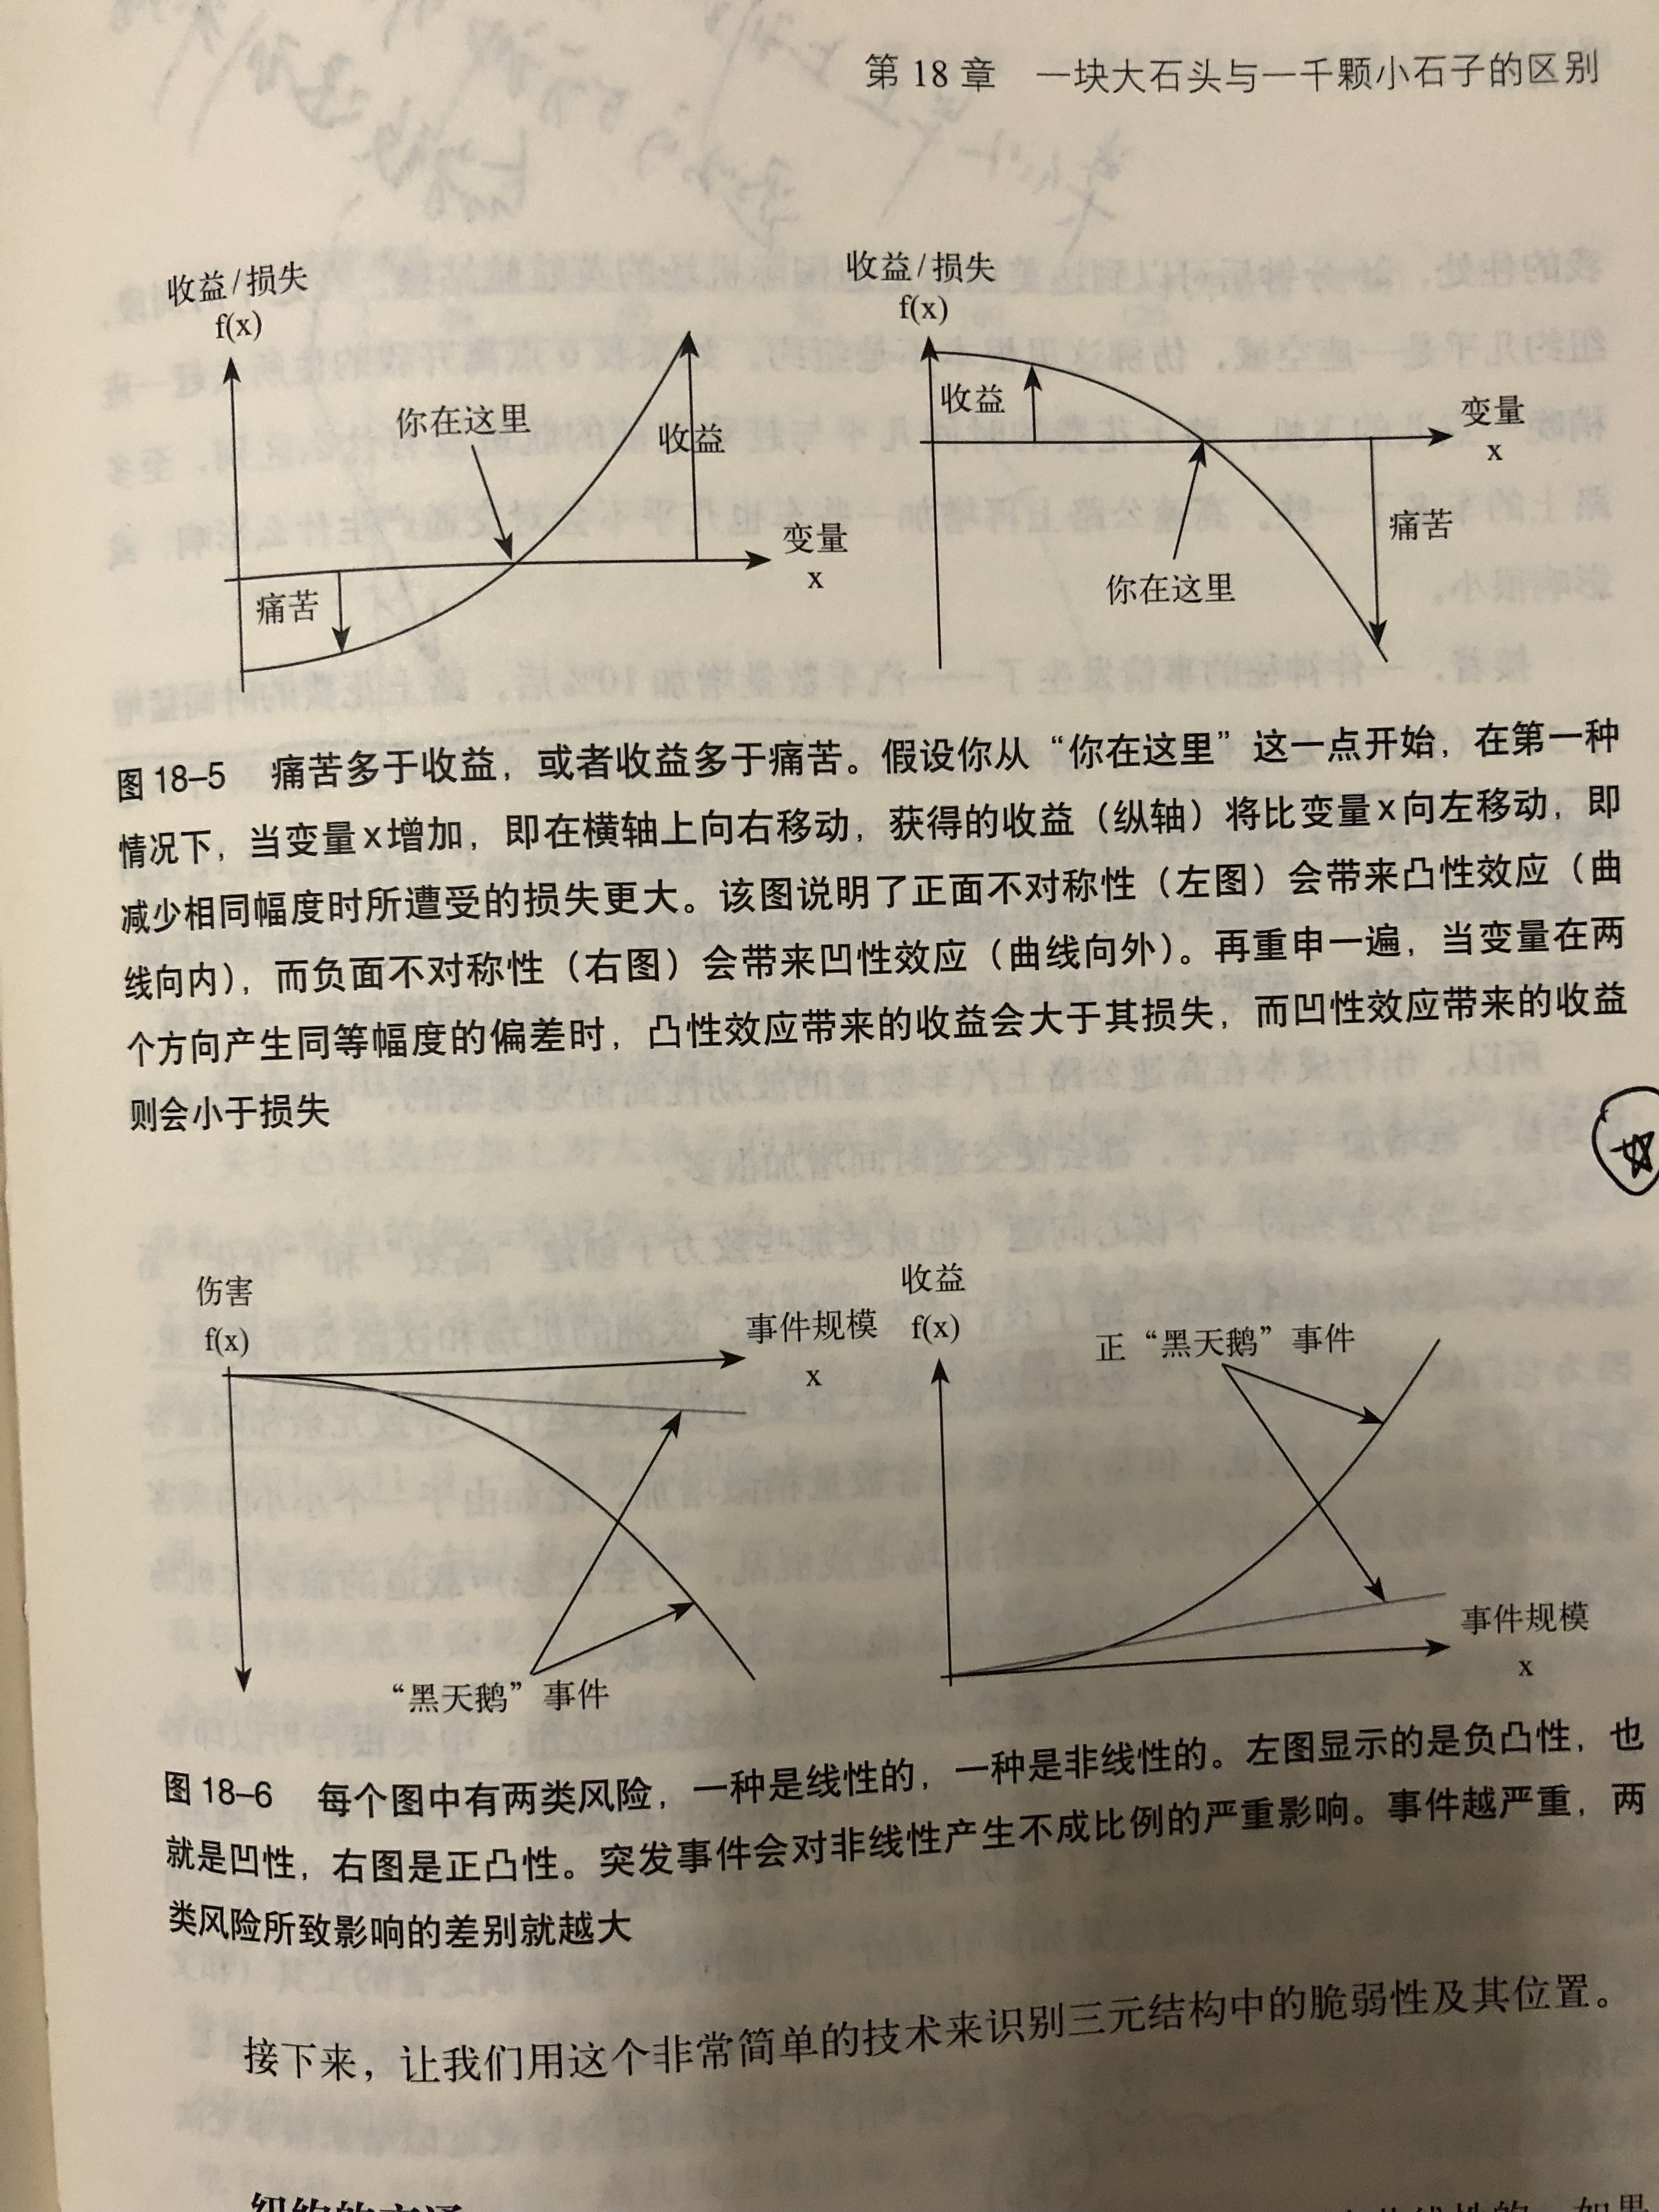 第 18 章 一块大石头与一千颗小石子的区别
收益/损失
f(x)
你在这里
收益
变量
x
痛苦
收益/损失
f(x)
收益
变量
x
痛苦
你在这里
图 18–5 痛苦多于收益，或者收益多于痛苦。假设你从“你在这里”这一点开始，在第一种
情况下，当变量x增加，即在横轴上向右移动，获得的收益（纵轴）将比变量x向左移动，即
减少相同幅度时所遭受的损失更大。该图说明了正面不对称性（左图）会带来凸性效应（曲
线向内），而负面不对称性（右图）会带来凹性效应（曲线向外）。再重申一遍，当变量在两
个方向产生同等幅度的偏差时，凸性效应带来的收益会大于其损失，而凹性效应带来的收益
则会小于损失
伤害
f(x)
事件规模
x
“黑天鹅”事件
收益
f(x)
正“黑天鹅”事件
事件规模
x
图 18–6 每个图中有两类风险，一种是线性的，一种是非线性的。左图显示的是负凸性，也
就是凹性，右图是正凸性。突发事件会对非线性产生不成比例的严重影响。事件越严重，两
类风险所致影响的差别就越大
接下来，让我们用这个非常简单的技术来识别三元结构中的脆弱性及其位置。